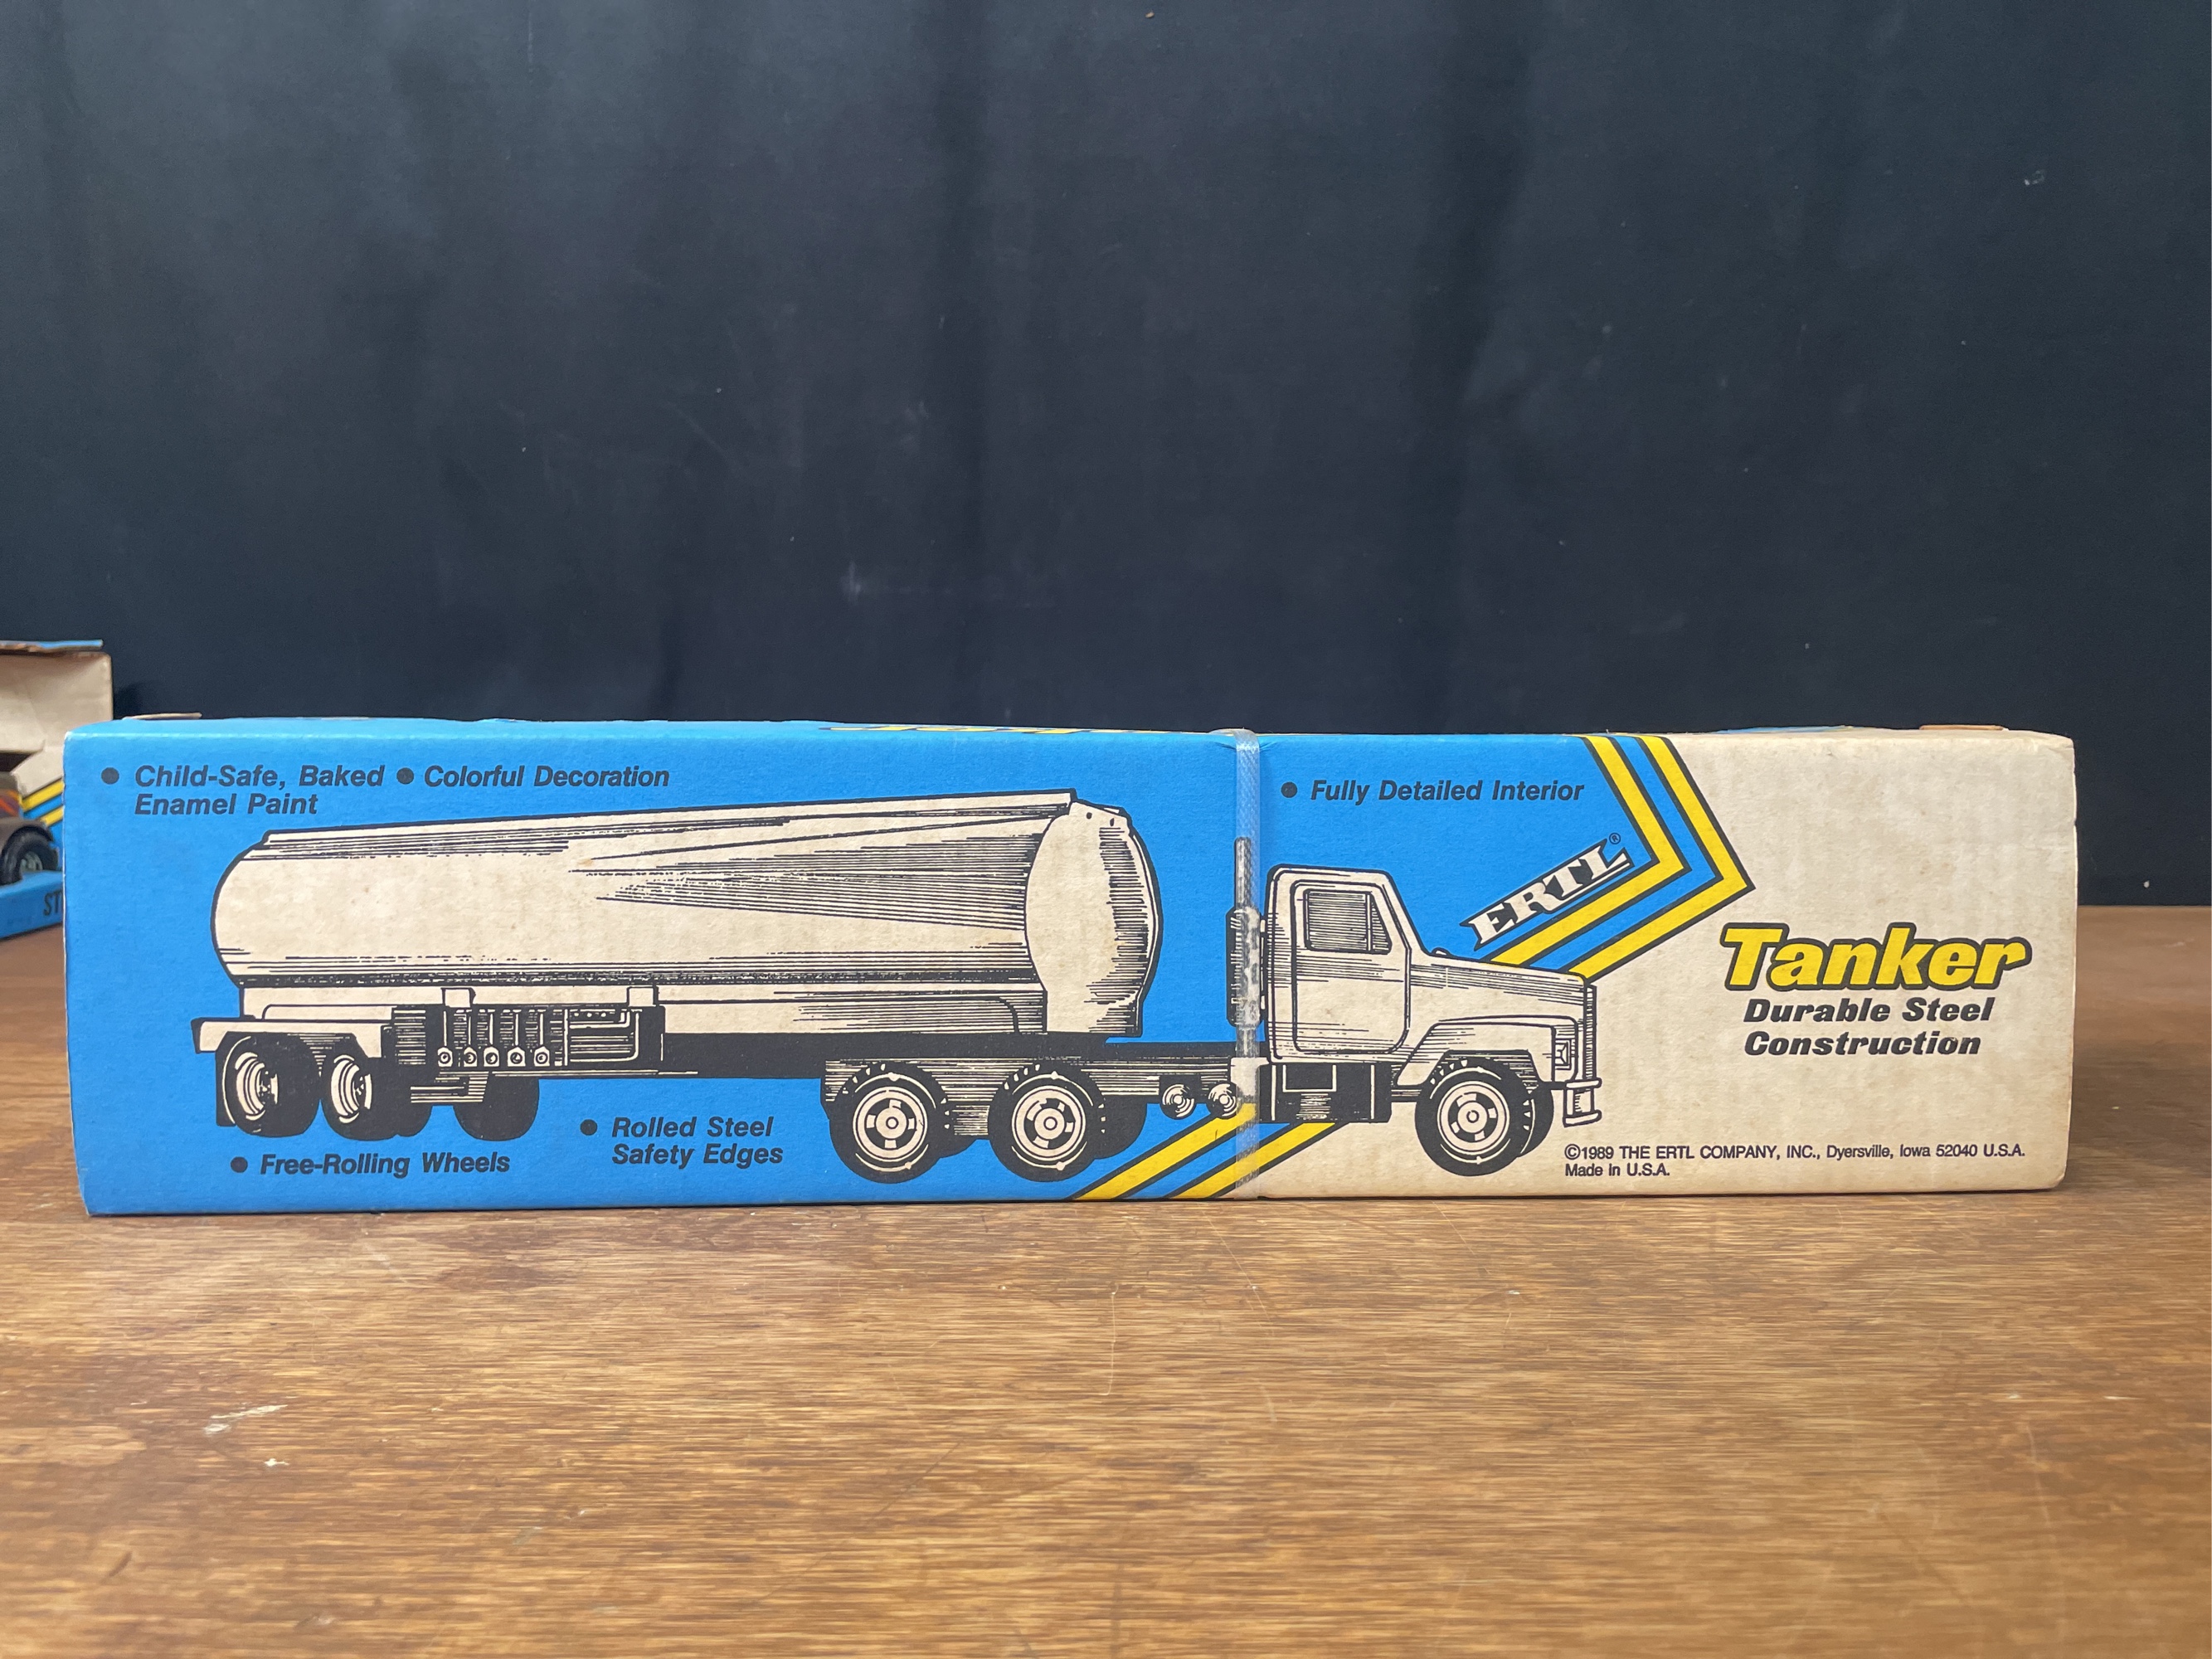 ● Child-Safe, Baked
Enamel Paint
● Colorful Decoration
● Fully Detailed Interior
ERTL®
Tanker
Durable Steel
Construction
● Rolled Steel
Safety Edges
● Free-Rolling Wheels
©1989 THE ERTL COMPANY, INC., Dyersville, Iowa 52040 U.S.A.
Made in U.S.A.
ST